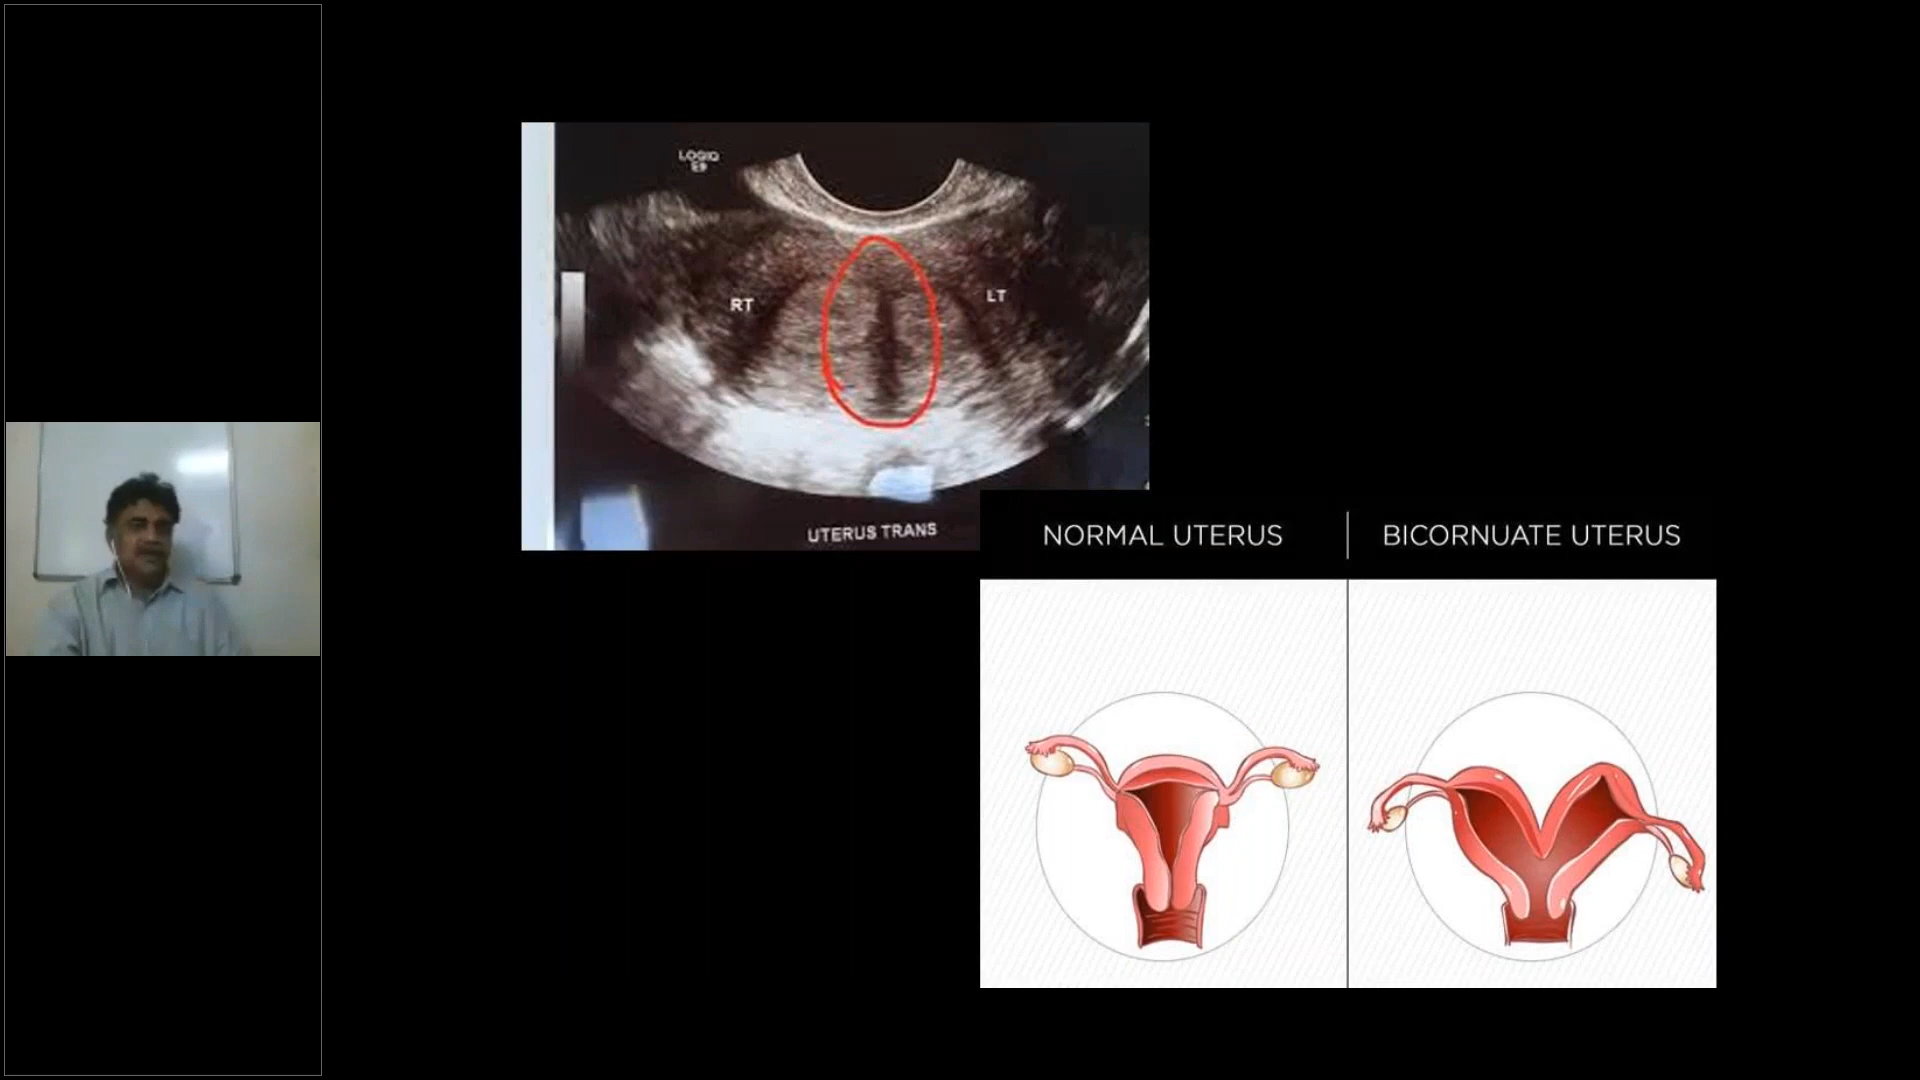 LOGIQ
E9
RT
LT
UTERUS TRANS
NORMAL UTERUS
BICORNUATE UTERUS